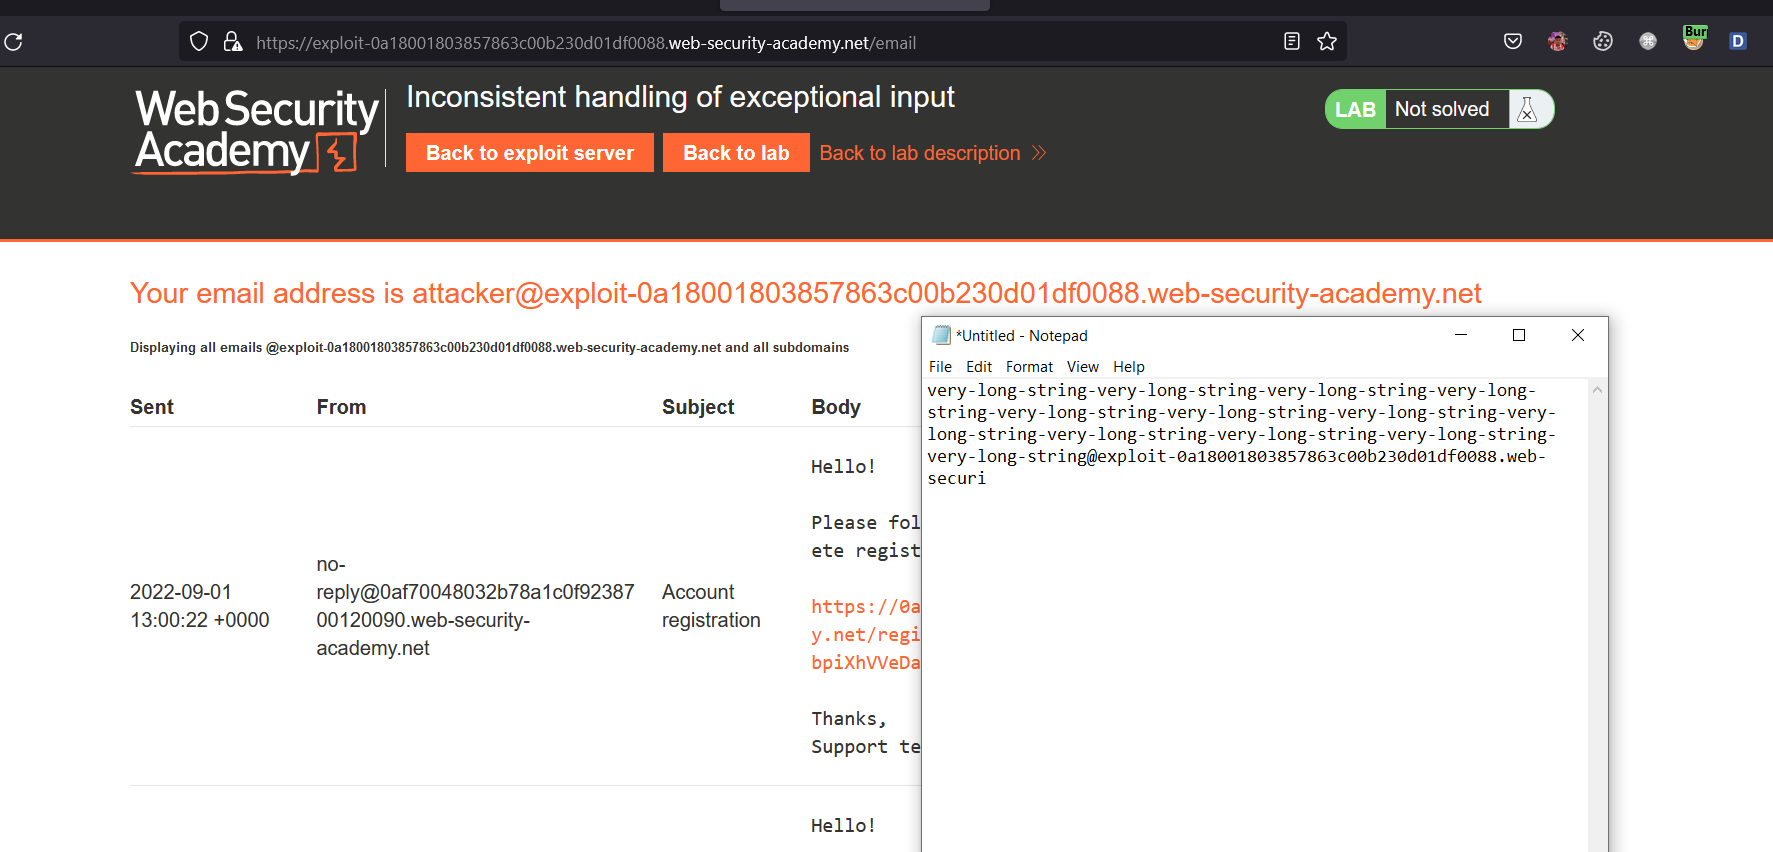 https://exploit-0a18001803857863c00b230d01df0088.web-security-academy.net/email
Bur
D
Web Security
Academy
Inconsistent handling of exceptional input
LAB Not solved
Back to exploit server Back to lab Back to lab description
Your email address is attacker@exploit-0a18001803857863c00b230d01df0088.web-security-academy.net
Displaying all emails @exploit-0a18001803857863c00b230d01df0088.web-security-academy.net and all subdomains
Sent From Subject Body
2022-09-01
13:00:22 +0000
no-
reply@0af70048032b78a1c0f92387
00120090.web-security-
academy.net
Account
registration
Hello!
Please fol
ete regist
https://0a
y.net/regi
bpiXhVVeDa
Thanks,
Support te
Hello!
*Untitled - Notepad
File Edit Format View Help
very-long-string-very-long-string-very-long-string-very-long-
string-very-long-string-very-long-string-very-long-string-very-
long-string-very-long-string-very-long-string-very-long-string-
very-long-string@exploit-0a18001803857863c00b230d01df0088.web-
securi